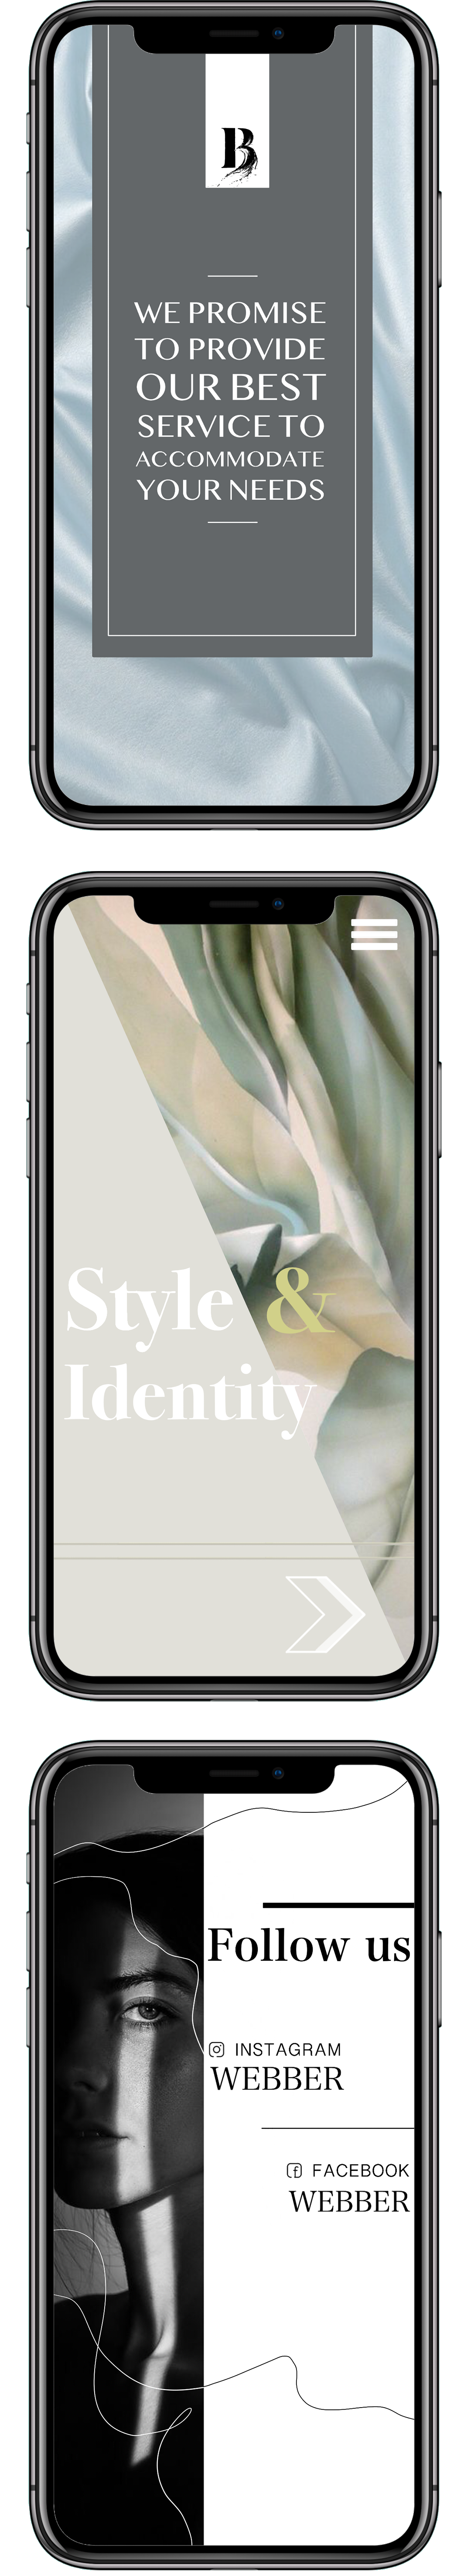 B
WE PROMISE
TO PROVIDE
OUR BEST
SERVICE TO
ACCOMMODATE
YOUR NEEDS
Style &
Identity
Follow us
INSTAGRAM
WEBBER
FACEBOOK
WEBBER